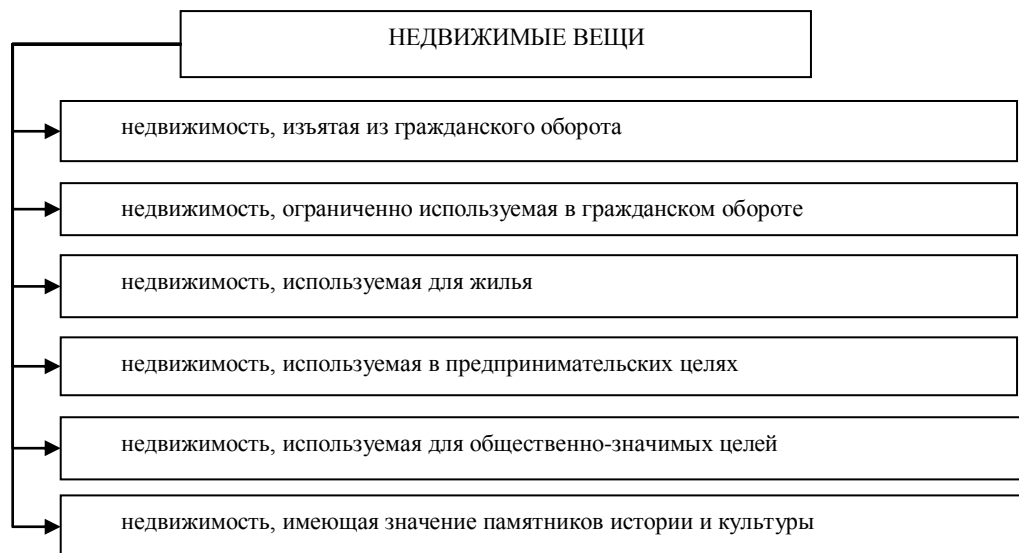 НЕДВИЖИМЫЕ ВЕЩИ
недвижимость, изъятая из гражданского оборота
недвижимость, ограниченно используемая в гражданском обороте
недвижимость, используемая для жилья
недвижимость, используемая в предпринимательских целях
недвижимость, используемая для общественно-значимых целей
недвижимость, имеющая значение памятников истории и культуры